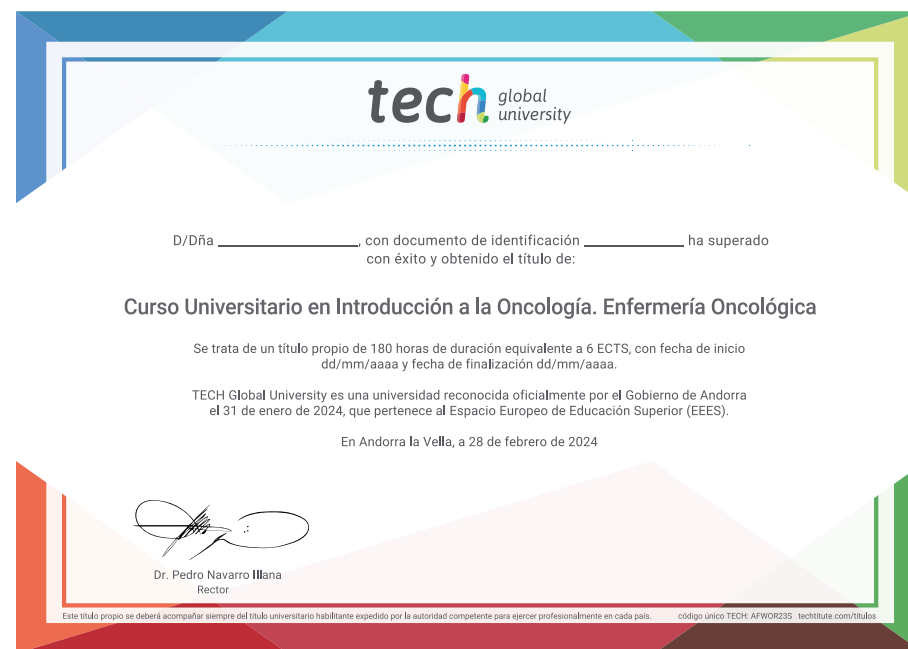 tech global university
D/Dña ____________________, con documento de identificación ______________ ha superado
con éxito y obtenido el título de:
Curso Universitario en Introducción a la Oncología. Enfermería Oncológica
Se trata de un título propio de 180 horas de duración equivalente a 6 ECTS, con fecha de inicio
dd/mm/aaaa y fecha de finalización dd/mm/aaaa.
TECH Global University es una universidad reconocida oficialmente por el Gobierno de Andorra
el 31 de enero de 2024, que pertenece al Espacio Europeo de Educación Superior (EEES).
En Andorra la Vella, a 28 de febrero de 2024
Dr. Pedro Navarro Illana
Rector
Este título propio se deberá acompañar siempre del título universitario habilitante expedido por la autoridad competente para ejercer profesionalmente en cada país. código único TECH: AFWOR23S techtitute.com/titulos